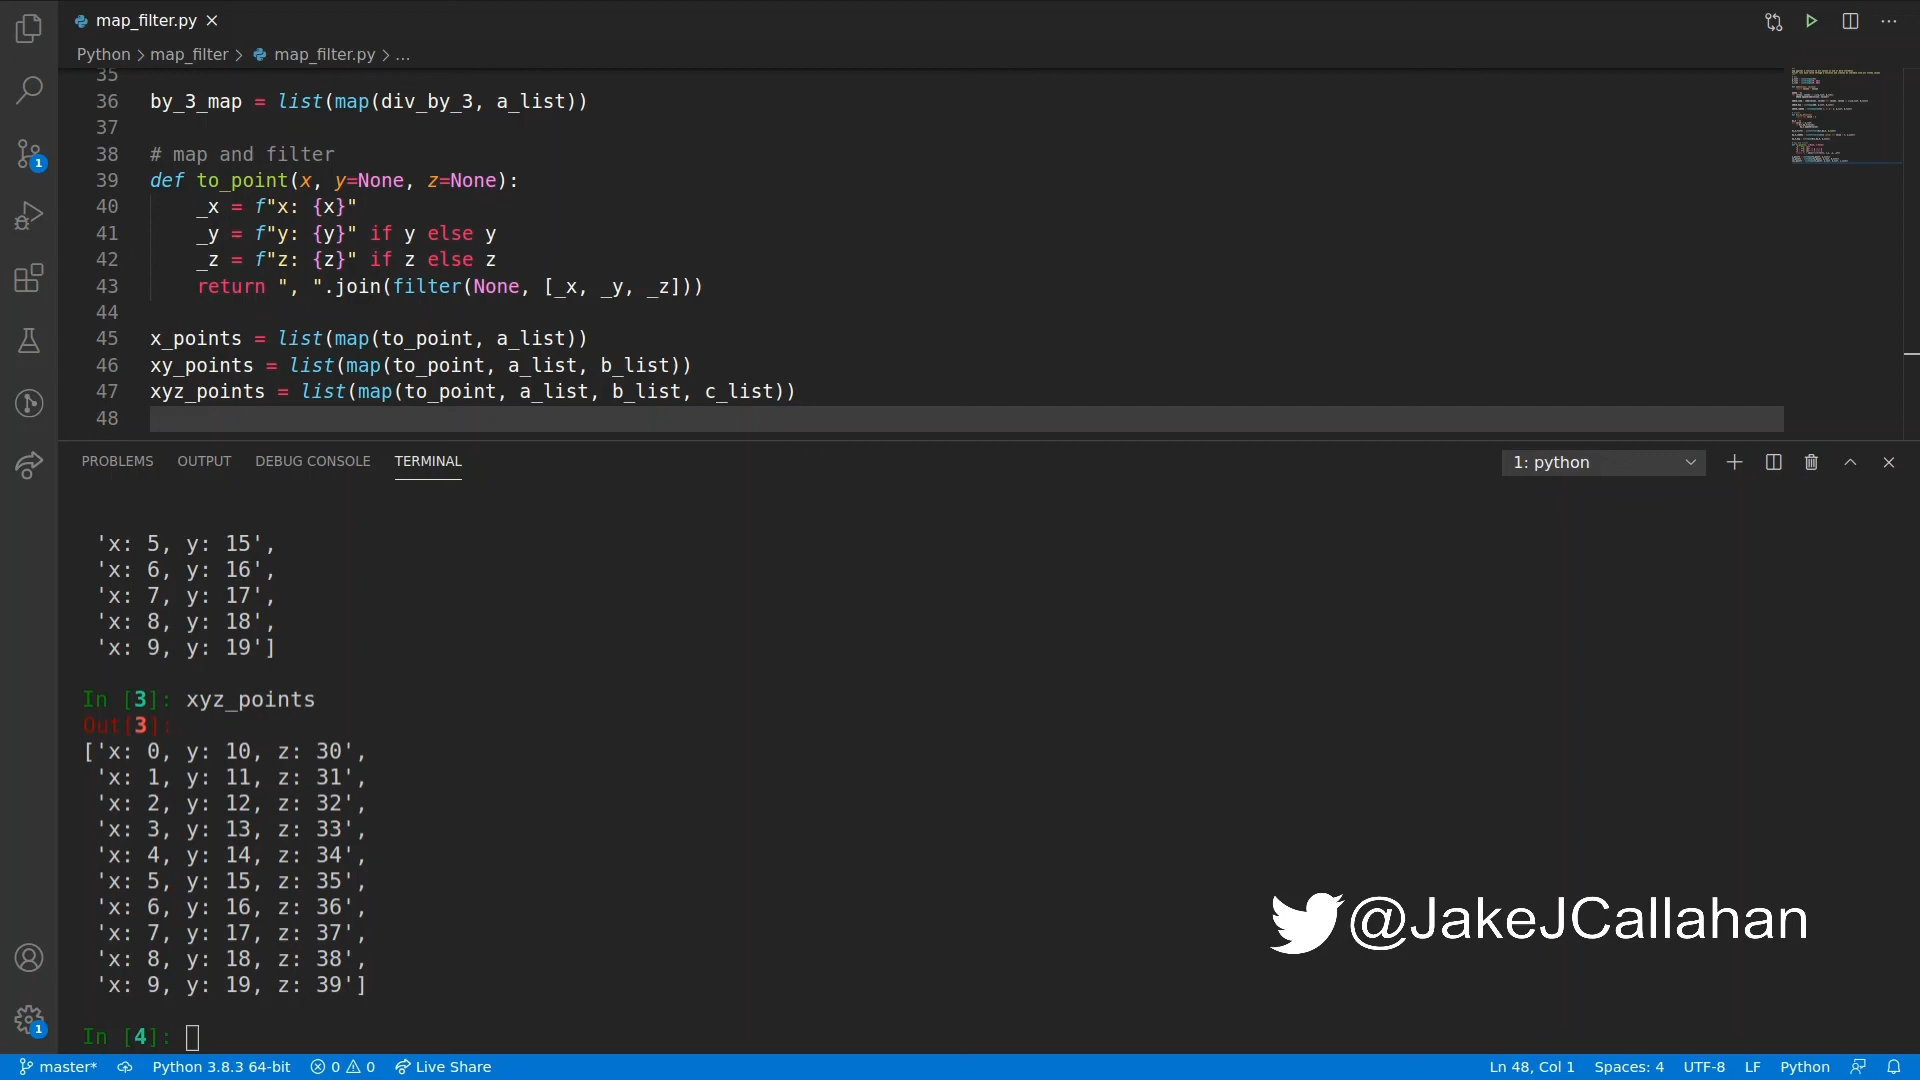 map_filter.py
Python > map_filter > map_filter.py > ...
35
36 by_3_map = list(map(div_by_3, a_list))
37
38 # map and filter
39 def to_point(x, y=None, z=None):
40     _x = f"x: {x}"
41     _y = f"y: {y}" if y else y
42     _z = f"z: {z}" if z else z
43     return ", ".join(filter(None, [_x, _y, _z]))
44
45 x_points = list(map(to_point, a_list))
46 xy_points = list(map(to_point, a_list, b_list))
47 xyz_points = list(map(to_point, a_list, b_list, c_list))
48
1
PROBLEMS OUTPUT DEBUG CONSOLE TERMINAL 1: python
'x: 5, y: 15',
'x: 6, y: 16',
'x: 7, y: 17',
'x: 8, y: 18',
'x: 9, y: 19']
In [3]: xyz_points
Out[3]:
['x: 0, y: 10, z: 30',
'x: 1, y: 11, z: 31',
'x: 2, y: 12, z: 32',
'x: 3, y: 13, z: 33',
'x: 4, y: 14, z: 34',
'x: 5, y: 15, z: 35',
'x: 6, y: 16, z: 36',
'x: 7, y: 17, z: 37',
'x: 8, y: 18, z: 38',
'x: 9, y: 19, z: 39']
In [4]:
@JakeJCallahan
1
master* Python 3.8.3 64-bit 0 0 Live Share Ln 48, Col 1 Spaces: 4 UTF-8 LF Python